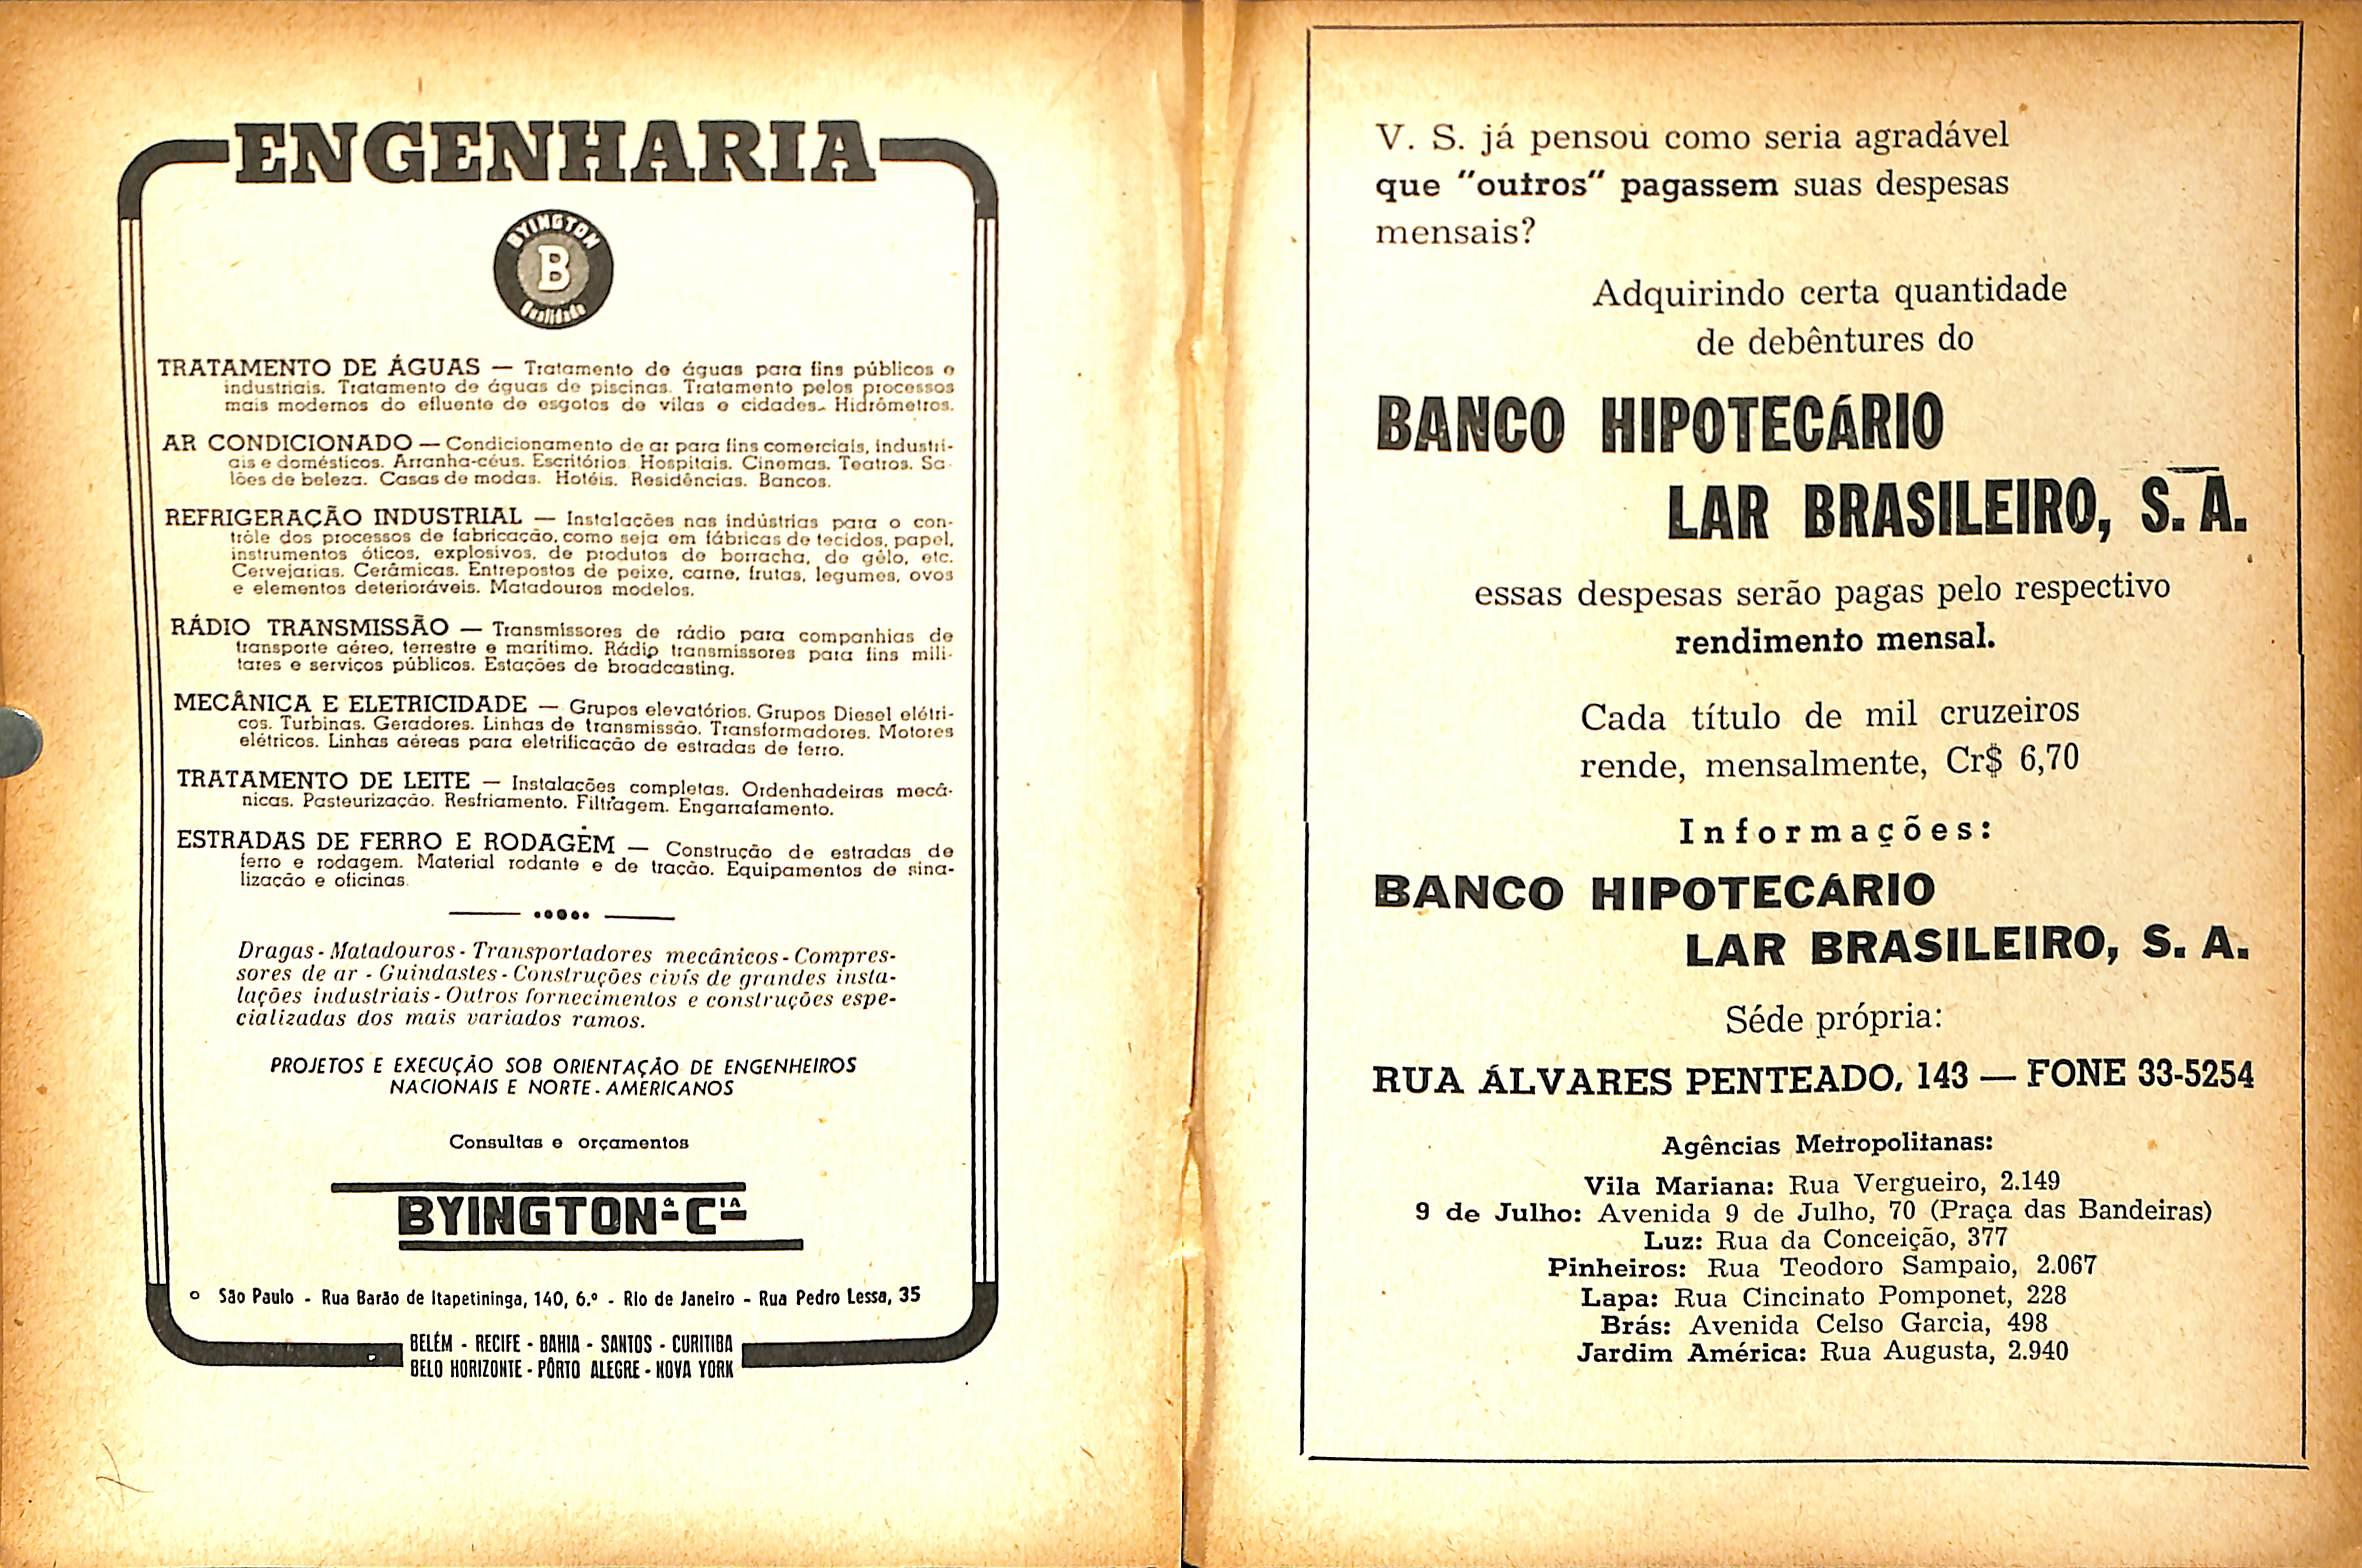 ENGENHARIA
BYINGTON
B
Qualidade
TRATAMENTO DE ÁGUAS — Tratamento de águas para fins públicos e
industriais. Tratamento de águas de piscinas. Tratamento pelos processos
mais modernos do efluente de esgotos de vilas e cidades. Hidrômetros.
AR CONDICIONADO — Condicionamento de ar para fins comerciais, industri-
ais e domésticos. Arranha-céus. Escritórios. Hospitais. Cinemas. Teatros. Sa-
lões de beleza. Casas de modas. Hotéis. Residências. Bancos.
REFRIGERAÇÃO INDUSTRIAL — Instalações nas indústrias para o con-
trôle dos processos de fabricação, como seja em fábricas de tecidos, papel,
instrumentos óticos, explosivos, de produtos de borracha, de gêlo, etc.
Cervejarias. Cerâmicas. Entrepostos de peixe, carne, frutas, legumes, ovos
e elementos deterioráveis. Matadouros modelos.
RÁDIO TRANSMISSÃO — Transmissores de rádio para companhias de
transporte aéreo, terrestre e marítimo. Rádio transmissores para fins mili-
tares e serviços públicos. Estações de broadcasting.
MECÂNICA E ELETRICIDADE — Grupos elevatórios. Grupos Diesel elétri-
cos. Turbinas. Geradores. Linhas de transmissão. Transformadores. Motores
elétricos. Linhas aéreas para eletrificação de estradas de ferro.
TRATAMENTO DE LEITE — Instalações completas. Ordenhadeiras mecâ-
nicas. Pasteurização. Resfriamento. Filtragem. Engarrafamento.
ESTRADAS DE FERRO E RODAGEM — Construção de estradas de
ferro e rodagem. Material rodante e de tração. Equipamentos de sina-
lização e oficinas.
Dragas - Matadouros - Transportadores mecânicos - Compres-
sores de ar - Guindastes - Construções civis de grandes insta-
lações industriais - Outros fornecimentos e construções espe-
cializadas dos mais variados ramos.
PROJETOS E EXECUÇÃO SOB ORIENTAÇÃO DE ENGENHEIROS
NACIONAIS E NORTE-AMERICANOS
Consultas e orçamentos
BYINGTON & CIA
São Paulo - Rua Barão de Itapetininga, 140, 6.º - Rio de Janeiro - Rua Pedro Lessa, 35
BELÉM - RECIFE - BAHIA - SANTOS - CURITIBA
BELO HORIZONTE - PÔRTO ALEGRE - NOVA YORK
V. S. já pensou como seria agradável
que "outros" pagassem suas despesas
mensais?
Adquirindo certa quantidade
de debêntures do
BANCO HIPOTECÁRIO
LAR BRASILEIRO, S. A.
essas despesas serão pagas pelo respectivo
rendimento mensal.
Cada título de mil cruzeiros
rende, mensalmente, Cr$ 6,70
Informações:
BANCO HIPOTECÁRIO
LAR BRASILEIRO, S. A.
Séde própria:
RUA ÁLVARES PENTEADO, 143 — FONE 33-5254
Agências Metropolitanas:
Vila Mariana: Rua Vergueiro, 2.149
9 de Julho: Avenida 9 de Julho, 70 (Praça das Bandeiras)
Luz: Rua da Conceição, 377
Pinheiros: Rua Teodoro Sampaio, 2.067
Lapa: Rua Cincinato Pomponet, 228
Brás: Avenida Celso Garcia, 498
Jardim América: Rua Augusta, 2.940